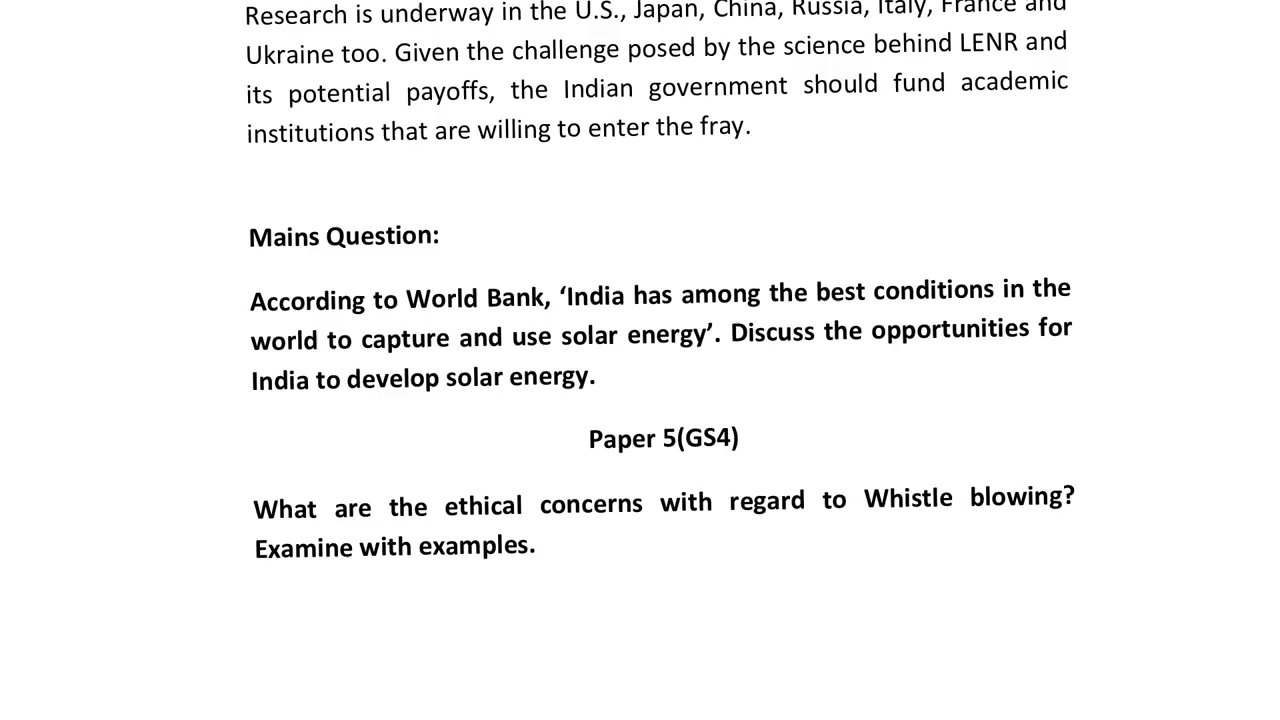 Research is underway in the U.S., Japan, China, Russia, Italy, France and
Ukraine too. Given the challenge posed by the science behind LENR and
its potential payoffs, the Indian government should fund academic
institutions that are willing to enter the fray.
Mains Question:
According to World Bank, ‘India has among the best conditions in the
world to capture and use solar energy’. Discuss the opportunities for
India to develop solar energy.
Paper 5(GS4)
What are the ethical concerns with regard to Whistle blowing?
Examine with examples.